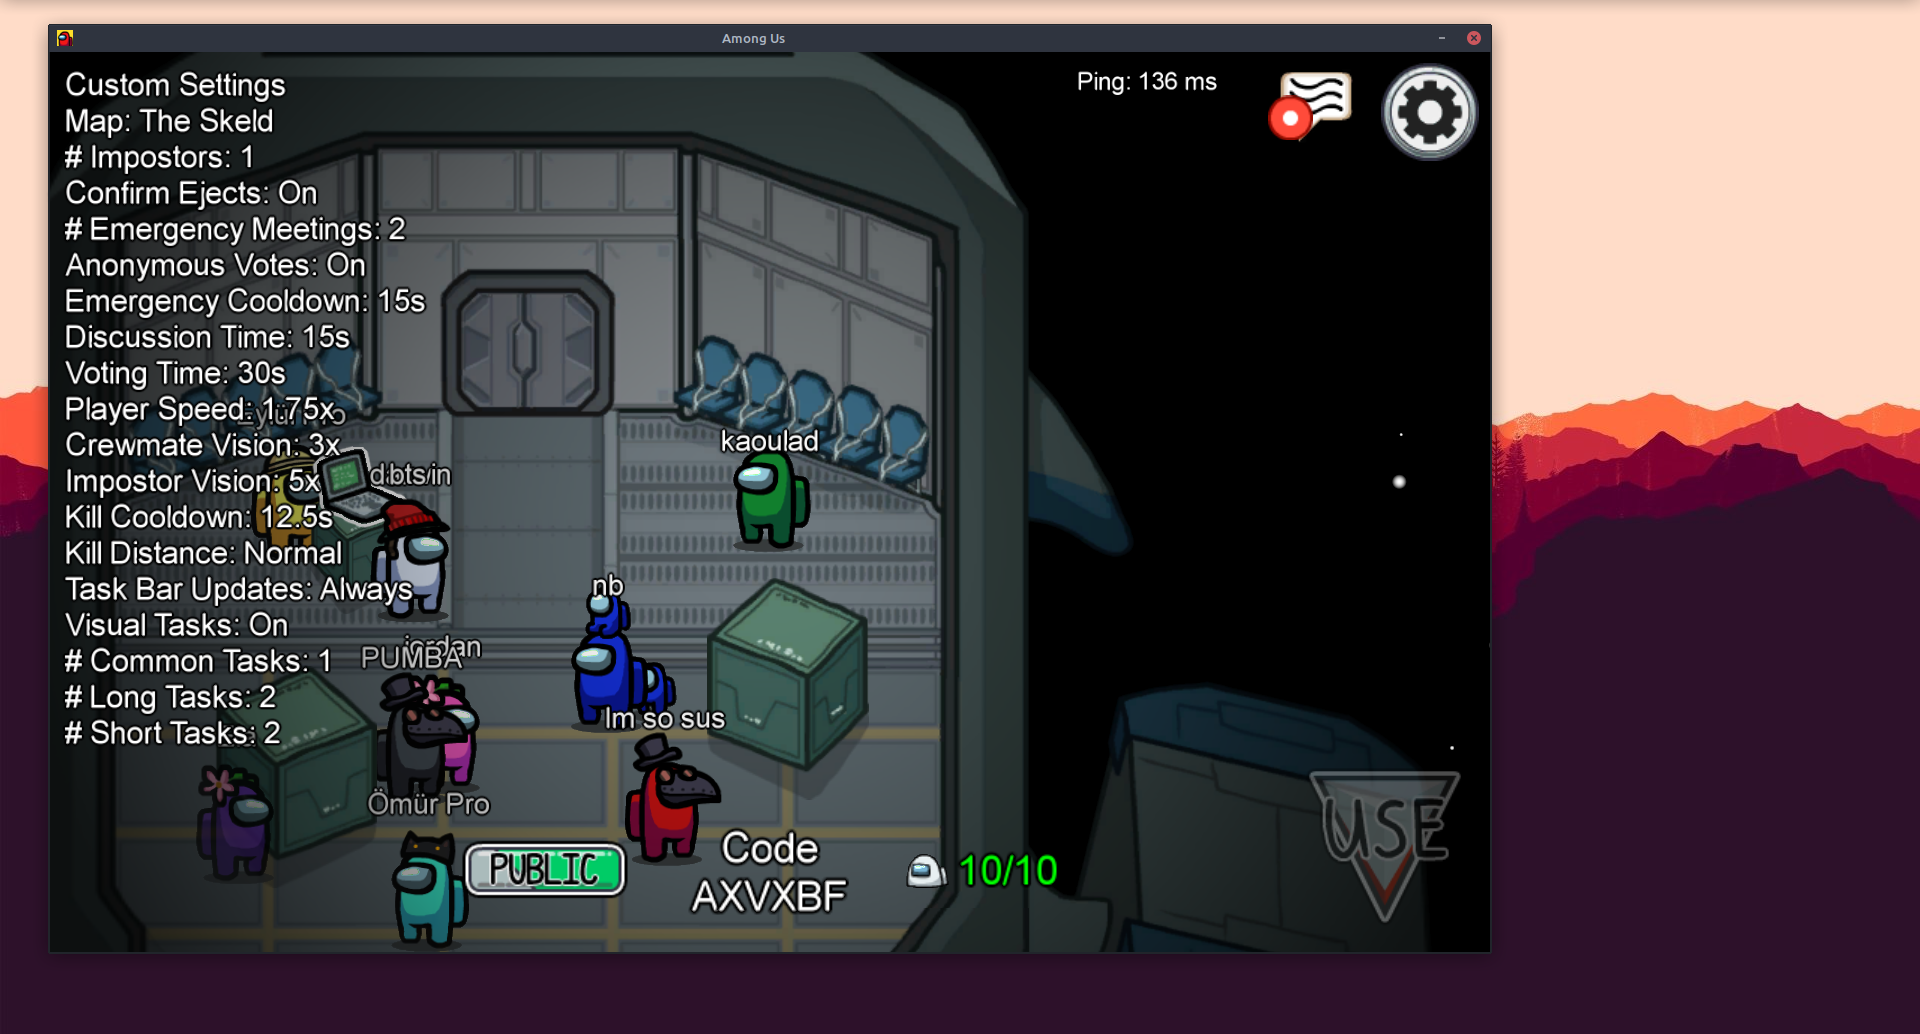 Among Us
Custom Settings
Map: The Skeld
# Impostors: 1
Confirm Ejects: On
# Emergency Meetings: 2
Anonymous Votes: On
Emergency Cooldown: 15s
Discussion Time: 15s
Voting Time: 30s
Player Speed: 1.75x
Crewmate Vision: 3x
Impostor Vision: 5x
Kill Cooldown: 12.5s
Kill Distance: Normal
Task Bar Updates: Always
Visual Tasks: On
# Common Tasks: 1
# Long Tasks: 2
# Short Tasks: 2
Ping: 136 ms
kaoulad
nb
jordan
PUMBA
Im so sus
Ömür Pro
PUBLIC
Code
AXVXBF
10/10
USE